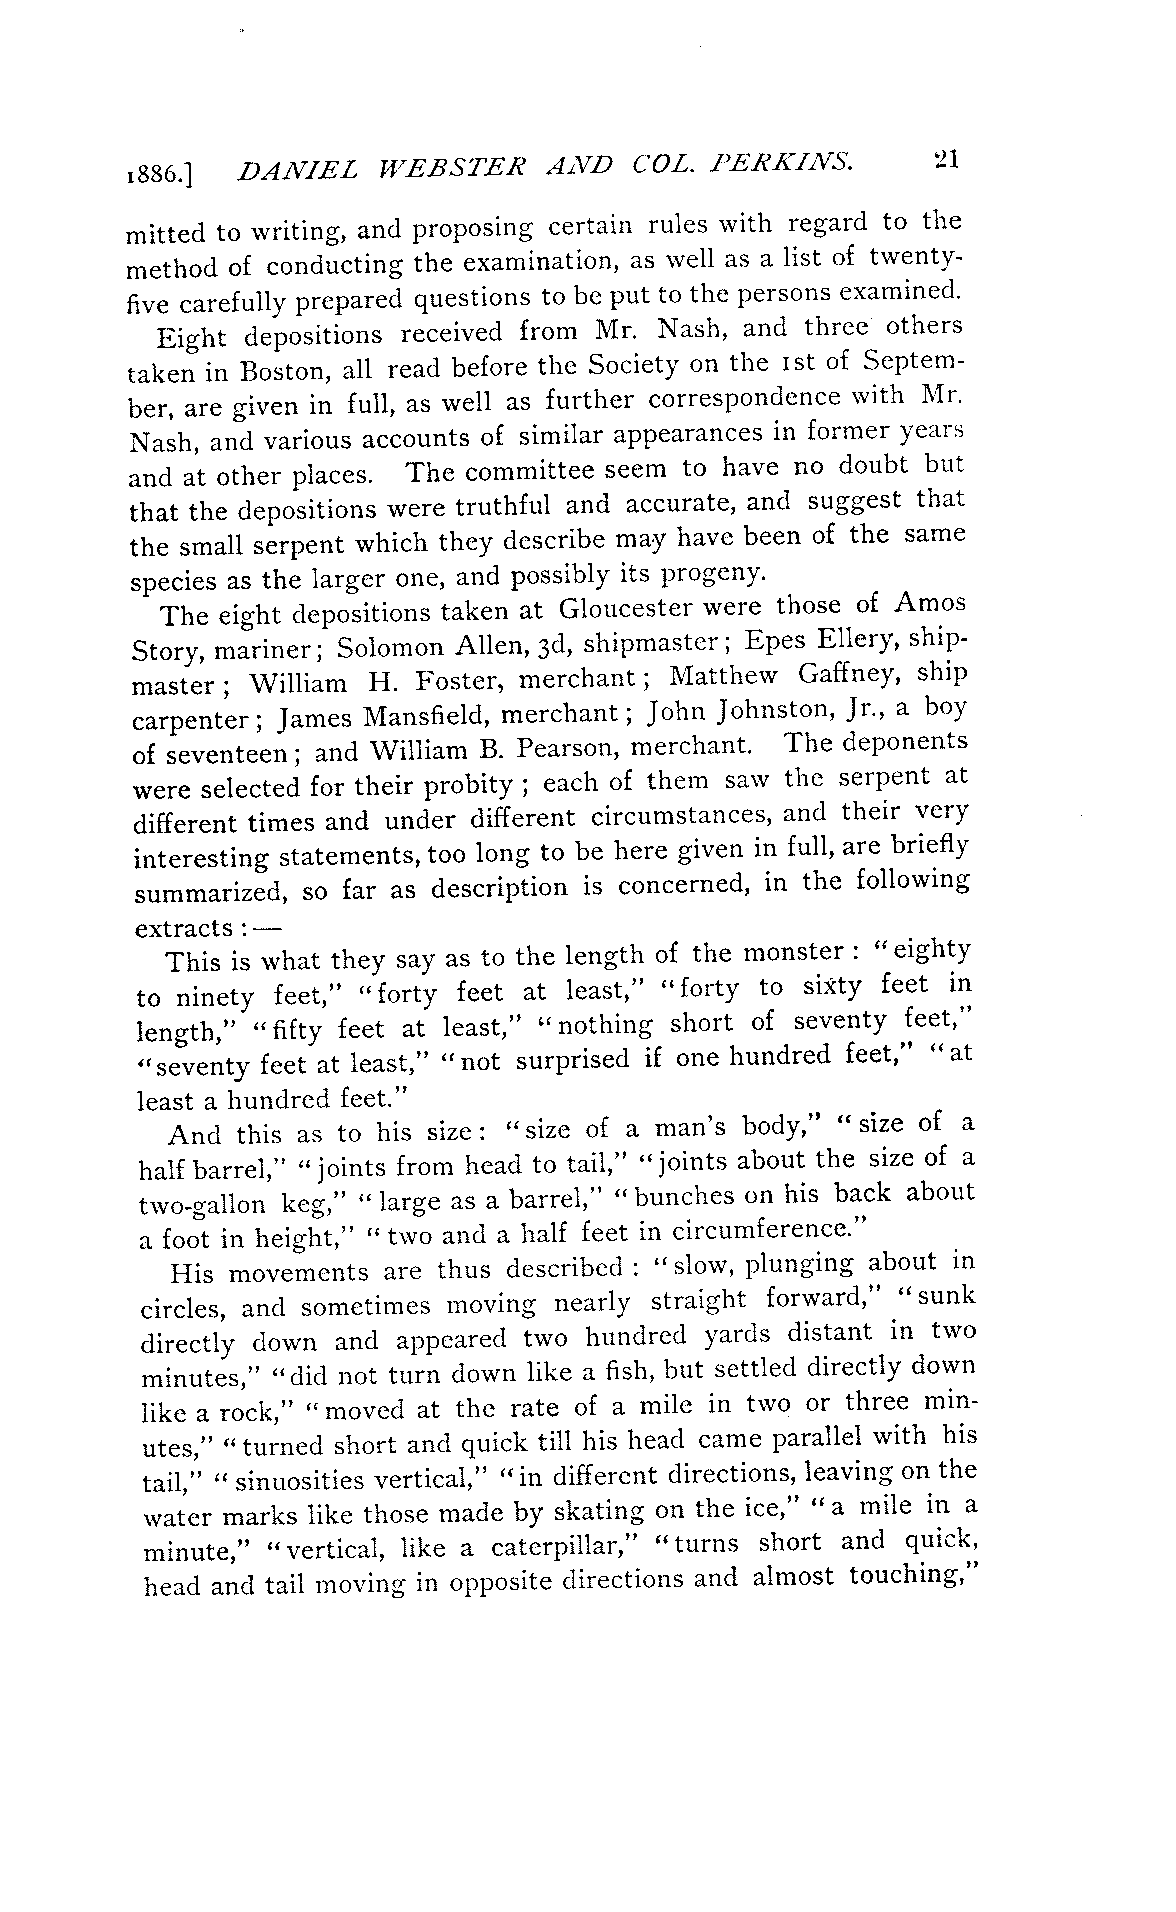 1886.] DANIEL WEBSTER AND COL. PERKINS. 21
mitted to writing, and proposing certain rules with regard to the
method of conducting the examination, as well as a list of twenty-
five carefully prepared questions to be put to the persons examined.
Eight depositions received from Mr. Nash, and three others
taken in Boston, all read before the Society on the 1st of Septem-
ber, are given in full, as well as further correspondence with Mr.
Nash, and various accounts of similar appearances in former years
and at other places. The committee seem to have no doubt but
that the depositions were truthful and accurate, and suggest that
the small serpent which they describe may have been of the same
species as the larger one, and possibly its progeny.
The eight depositions taken at Gloucester were those of Amos
Story, mariner; Solomon Allen, 3d, shipmaster; Epes Ellery, ship-
master; William H. Foster, merchant; Matthew Gaffney, ship
carpenter; James Mansfield, merchant; John Johnston, Jr., a boy
of seventeen; and William B. Pearson, merchant. The deponents
were selected for their probity; each of them saw the serpent at
different times and under different circumstances, and their very
interesting statements, too long to be here given in full, are briefly
summarized, so far as description is concerned, in the following
extracts:—
This is what they say as to the length of the monster: "eighty
to ninety feet," "forty feet at least," "forty to sixty feet in
length," "fifty feet at least," "nothing short of seventy feet,"
"seventy feet at least," "not surprised if one hundred feet," "at
least a hundred feet."
And this as to his size: "size of a man's body," "size of a
half barrel," "joints from head to tail," "joints about the size of a
two-gallon keg," "large as a barrel," "bunches on his back about
a foot in height," "two and a half feet in circumference."
His movements are thus described: "slow, plunging about in
circles, and sometimes moving nearly straight forward," "sunk
directly down and appeared two hundred yards distant in two
minutes," "did not turn down like a fish, but settled directly down
like a rock," "moved at the rate of a mile in two or three min-
utes," "turned short and quick till his head came parallel with his
tail," "sinuosities vertical," "in different directions, leaving on the
water marks like those made by skating on the ice," "a mile in a
minute," "vertical, like a caterpillar," "turns short and quick,
head and tail moving in opposite directions and almost touching,"